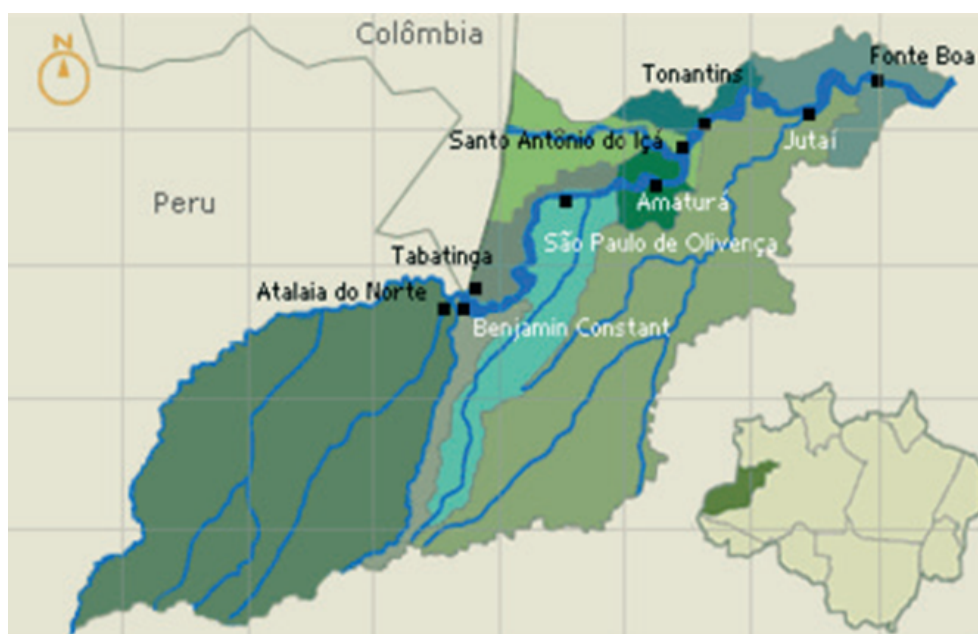 N
Colômbia
Fonte Boa
Tonantins
Santo Antônio do Içá
Jutaí
Peru
Amaturá
São Paulo de Olivença
Tabatinga
Atalaia do Norte
Benjamin Constant